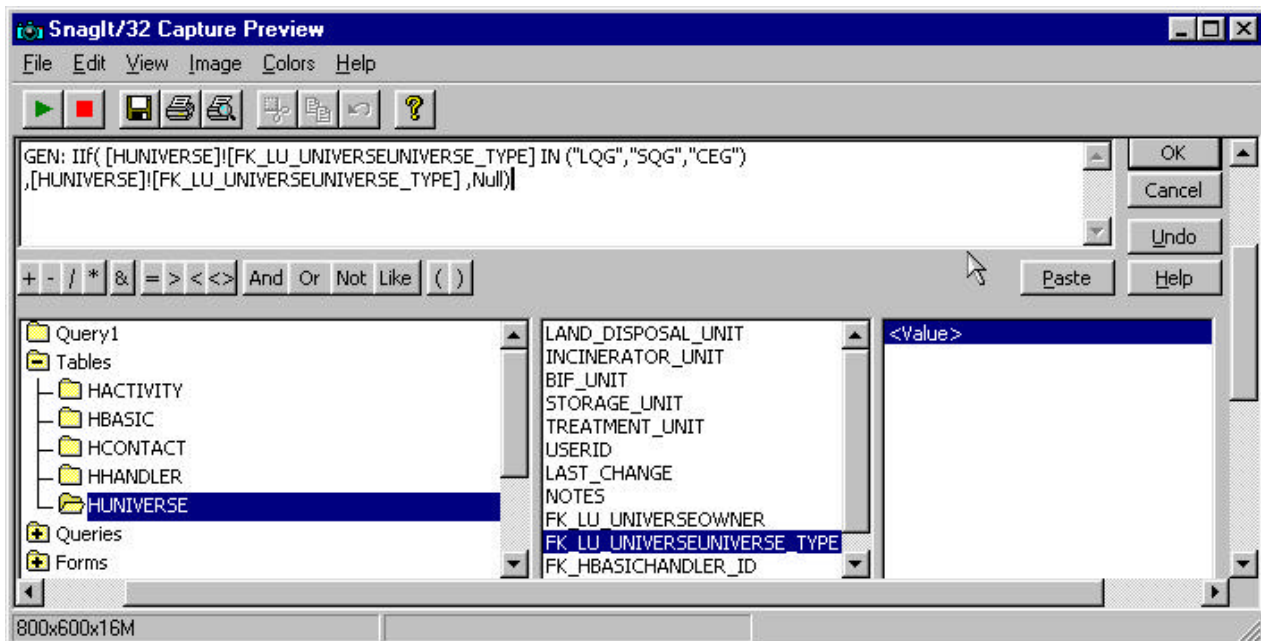 SnagIt/32 Capture Preview
File Edit View Image Colors Help
GEN: IIf( [HUNIVERSE]![FK_LU_UNIVERSEUNIVERSE_TYPE] IN ("LQG","SQG","CEG")
,[HUNIVERSE]![FK_LU_UNIVERSEUNIVERSE_TYPE] ,Null)
OK
Cancel
Undo
+ - / * & = > < <> And Or Not Like ( )
Paste
Help
Query1
Tables
HACTIVITY
HBASIC
HCONTACT
HHANDLER
HUNIVERSE
Queries
Forms
LAND_DISPOSAL_UNIT
INCINERATOR_UNIT
BIF_UNIT
STORAGE_UNIT
TREATMENT_UNIT
USERID
LAST_CHANGE
NOTES
FK_LU_UNIVERSEOWNER
FK_LU_UNIVERSEUNIVERSE_TYPE
FK_HBASICHANDLER_ID
<Value>
800x600x16M